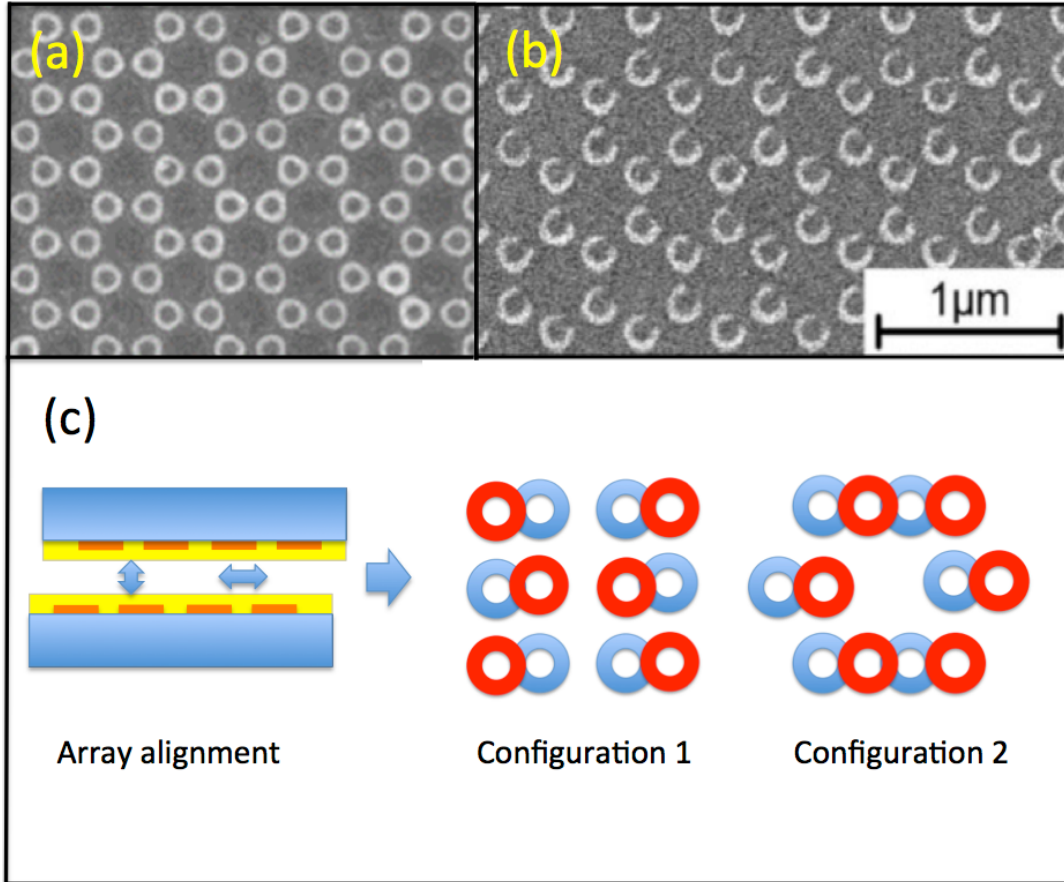 (a)
(b)
1μm
(c)
Array alignment
Configuration 1
Configuration 2